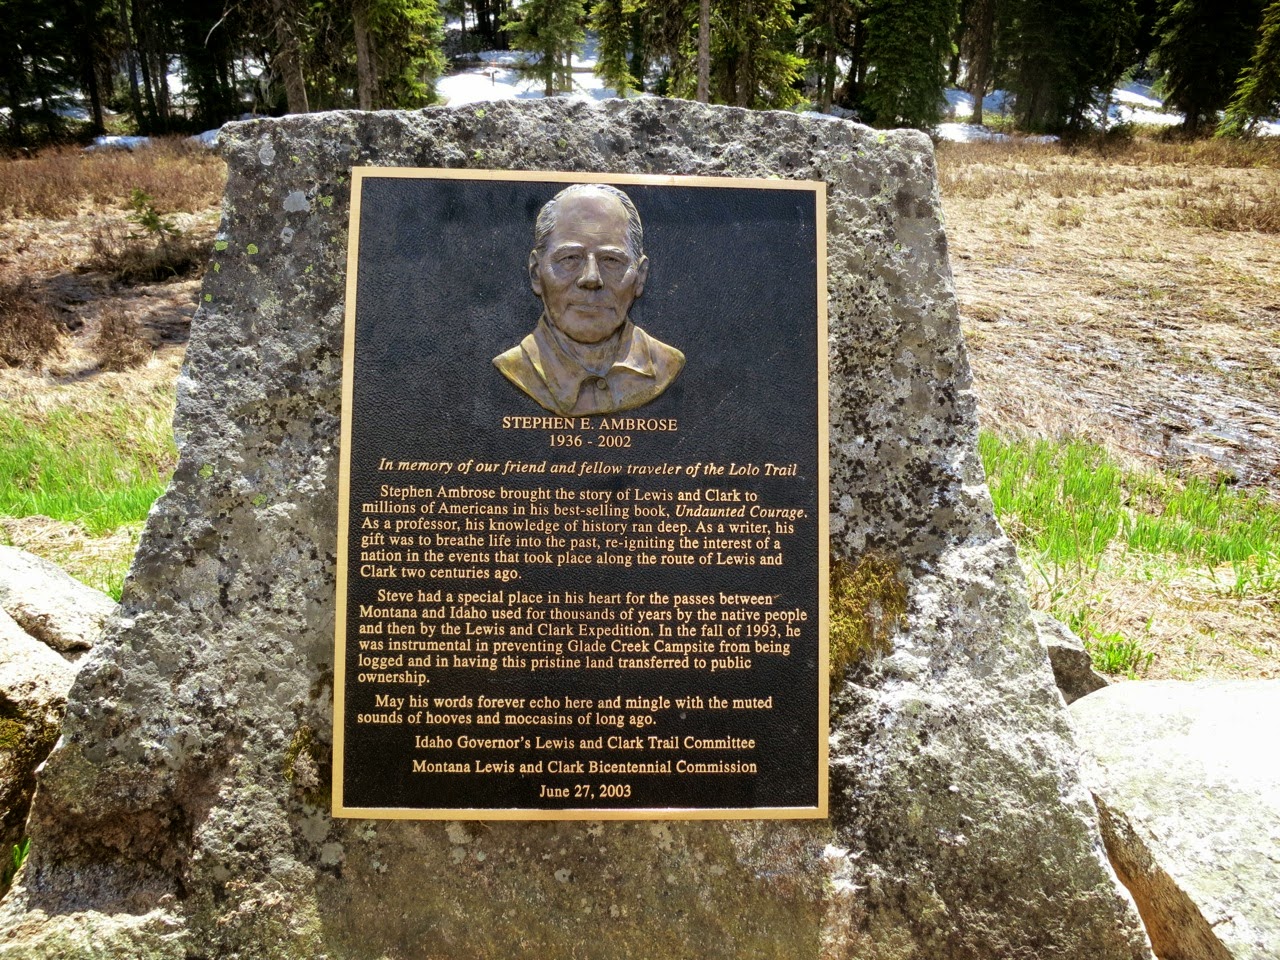 STEPHEN E. AMBROSE
1936 - 2002
In memory of our friend and fellow traveler of the Lolo Trail
Stephen Ambrose brought the story of Lewis and Clark to
millions of Americans in his best-selling book, Undaunted Courage.
As a professor, his knowledge of history ran deep. As a writer, his
gift was to breathe life into the past, re-igniting the interest of a
nation in the events that took place along the route of Lewis and
Clark two centuries ago.
Steve had a special place in his heart for the passes between
Montana and Idaho used for thousands of years by the native people
and then by the Lewis and Clark Expedition. In the fall of 1993, he
was instrumental in preventing Glade Creek Campsite from being
logged and in having this pristine land transferred to public
ownership.
May his words forever echo here and mingle with the muted
sounds of hooves and moccasins of long ago.
Idaho Governor's Lewis and Clark Trail Committee
Montana Lewis and Clark Bicentennial Commission
June 27, 2003